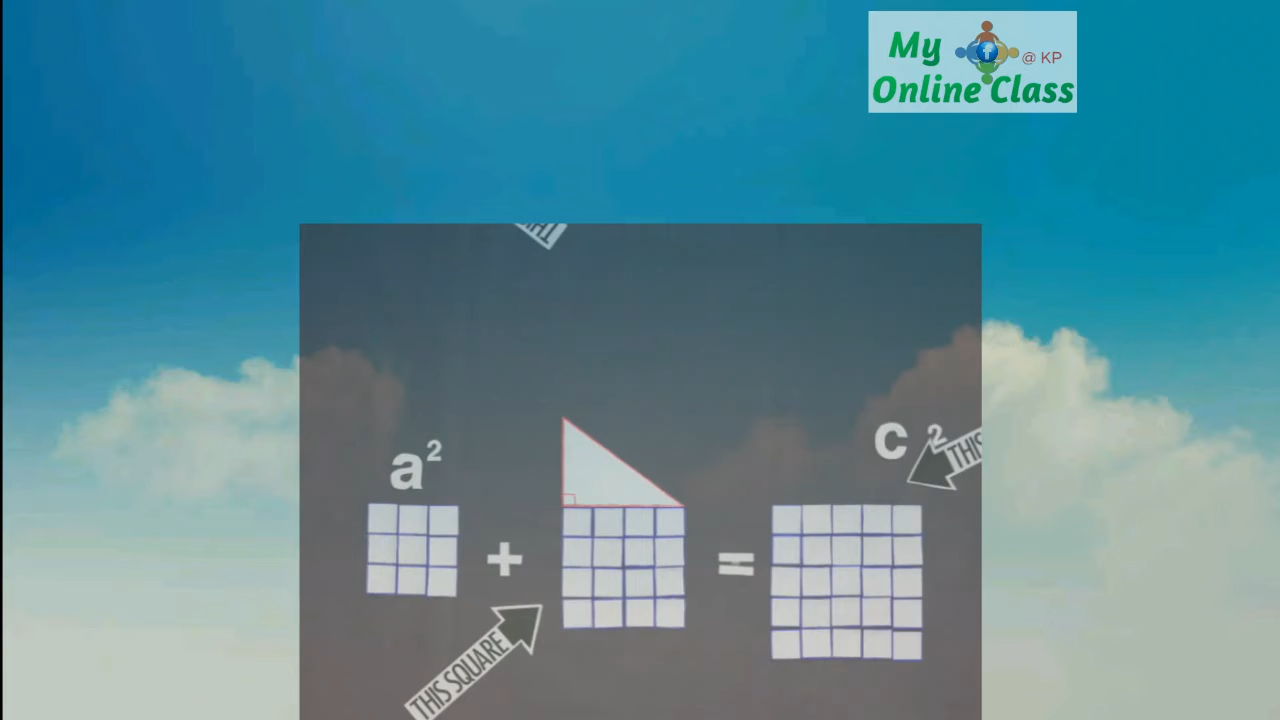 My
@ KP
Online Class
a²
c²
THIS
+
=
THIS SQUARE